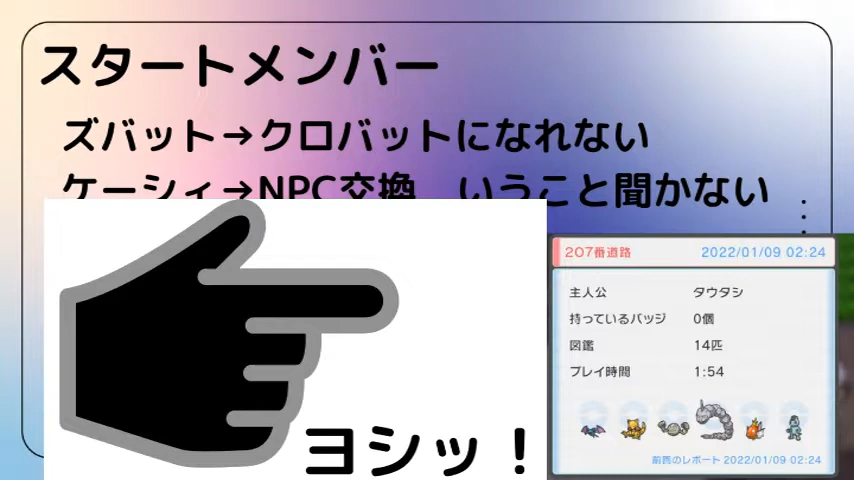 スタートメンバー
ズバット→クロバットになれない
ケーシィ→NPC交換　いうこと聞かない
ヨシッ！
207番道路 2022/01/09 02:24
主人公 タウタシ
持っているバッジ 0個
図鑑 14匹
プレイ時間 1:54
前回のレポート 2022/01/09 02:24